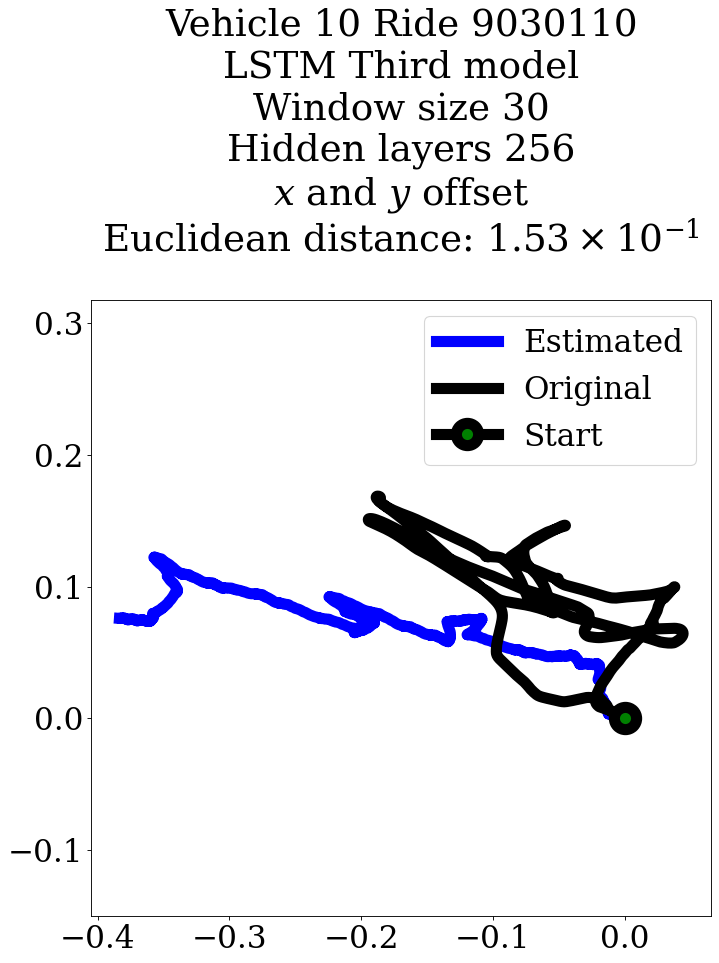 Vehicle 10 Ride 9030110
LSTM Third model
Window size 30
Hidden layers 256
x and y offset
Euclidean distance: 1.53 × 10⁻¹
Estimated
Original
Start
0.3
0.2
0.1
0.0
−0.1
−0.4 −0.3 −0.2 −0.1 0.0